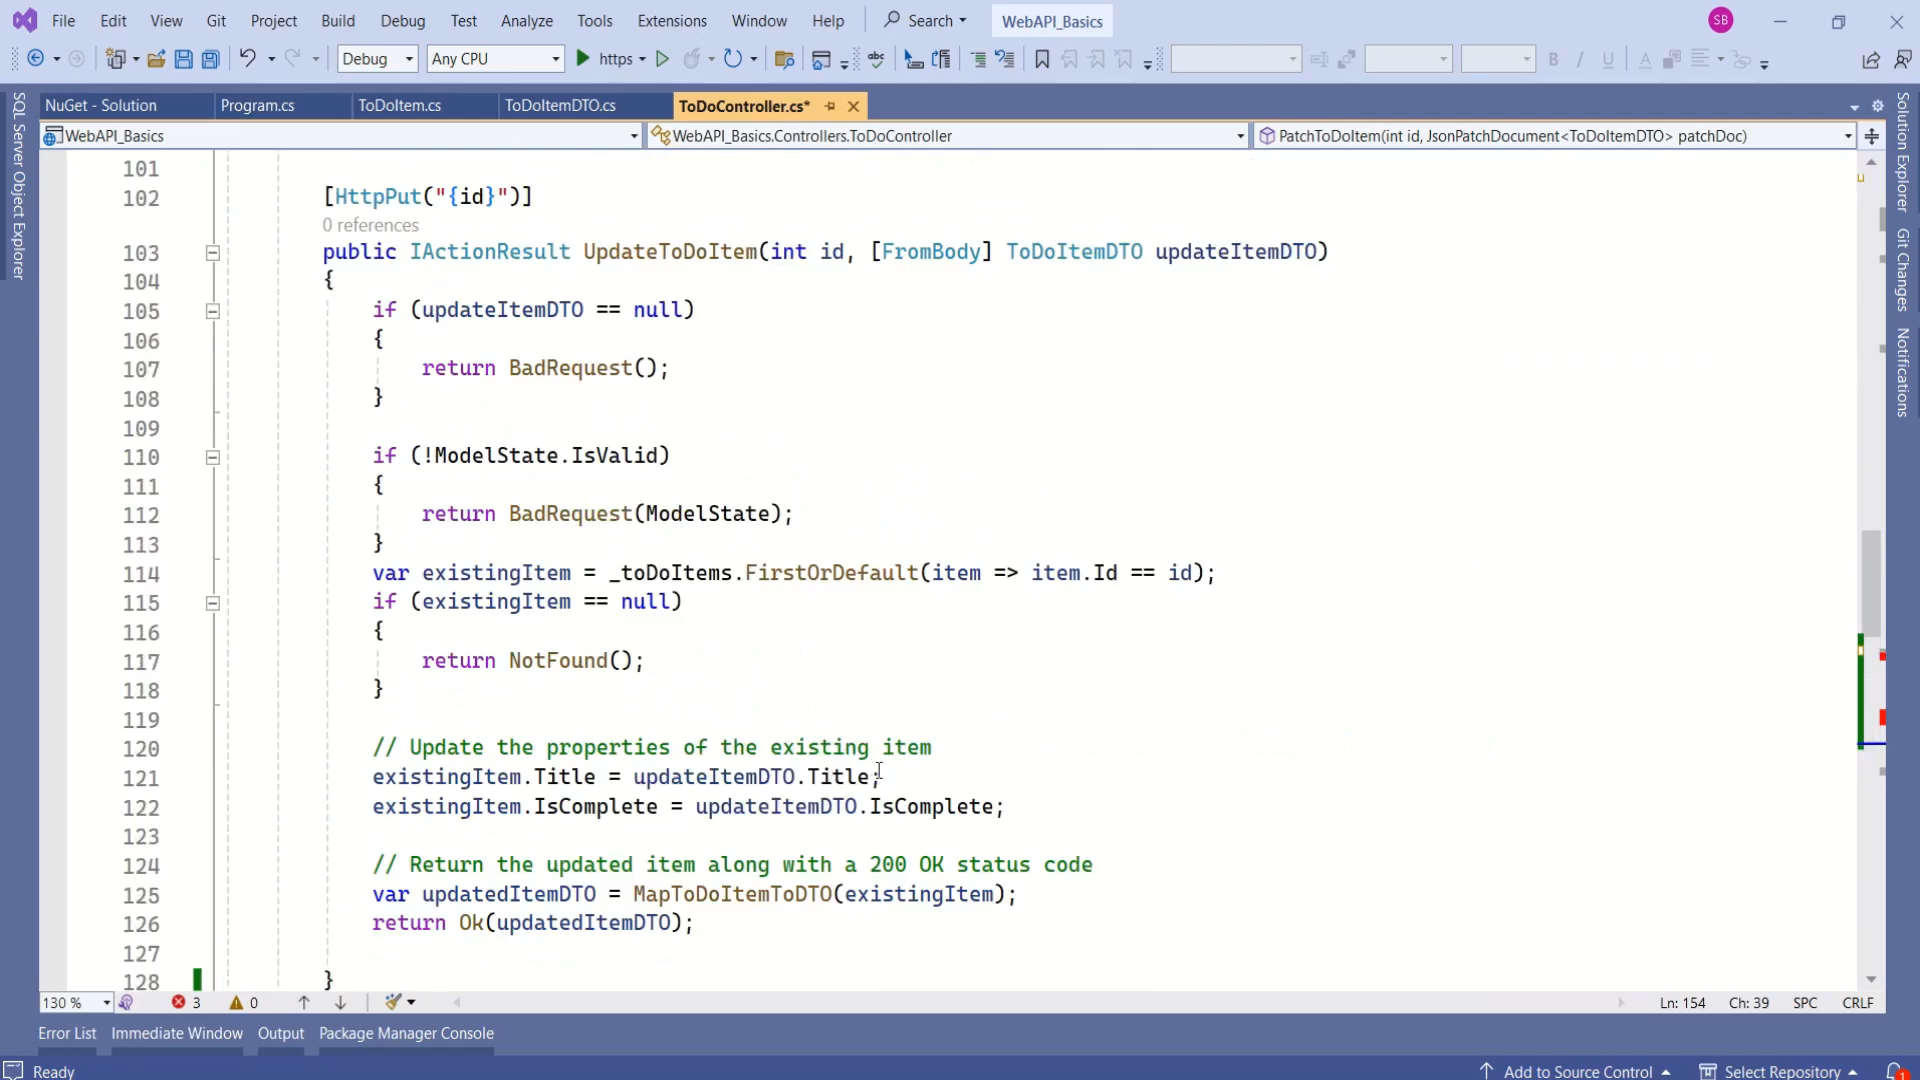 File Edit View Git Project Build Debug Test Analyze Tools Extensions Window Help Search WebAPI_Basics SB
Debug Any CPU https
NuGet - Solution Program.cs ToDoItem.cs ToDoItemDTO.cs ToDoController.cs*
WebAPI_Basics WebAPI_Basics.Controllers.ToDoController PatchToDoItem(int id, JsonPatchDocument<ToDoItemDTO> patchDoc)
SQL Server Object Explorer
Solution Explorer
Git Changes
Notifications
101
102 [HttpPut("{id}")]
0 references
103 public IActionResult UpdateToDoItem(int id, [FromBody] ToDoItemDTO updateItemDTO)
104 {
105 if (updateItemDTO == null)
106 {
107 return BadRequest();
108 }
109
110 if (!ModelState.IsValid)
111 {
112 return BadRequest(ModelState);
113 }
114 var existingItem = _toDoItems.FirstOrDefault(item => item.Id == id);
115 if (existingItem == null)
116 {
117 return NotFound();
118 }
119
120 // Update the properties of the existing item
121 existingItem.Title = updateItemDTO.Title;
122 existingItem.IsComplete = updateItemDTO.IsComplete;
123
124 // Return the updated item along with a 200 OK status code
125 var updatedItemDTO = MapToDoItemToDTO(existingItem);
126 return Ok(updatedItemDTO);
127
128 }
130 % 3 0 Ln: 154 Ch: 39 SPC CRLF
Error List Immediate Window Output Package Manager Console
Ready Add to Source Control Select Repository 1